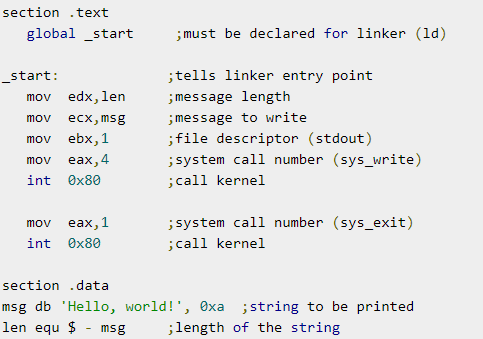 section .text
   global _start     ;must be declared for linker (ld)

_start:             ;tells linker entry point
   mov  edx,len     ;message length
   mov  ecx,msg     ;message to write
   mov  ebx,1       ;file descriptor (stdout)
   mov  eax,4       ;system call number (sys_write)
   int  0x80        ;call kernel

   mov  eax,1       ;system call number (sys_exit)
   int  0x80        ;call kernel

section .data
msg db 'Hello, world!', 0xa  ;string to be printed
len equ $ - msg     ;length of the string